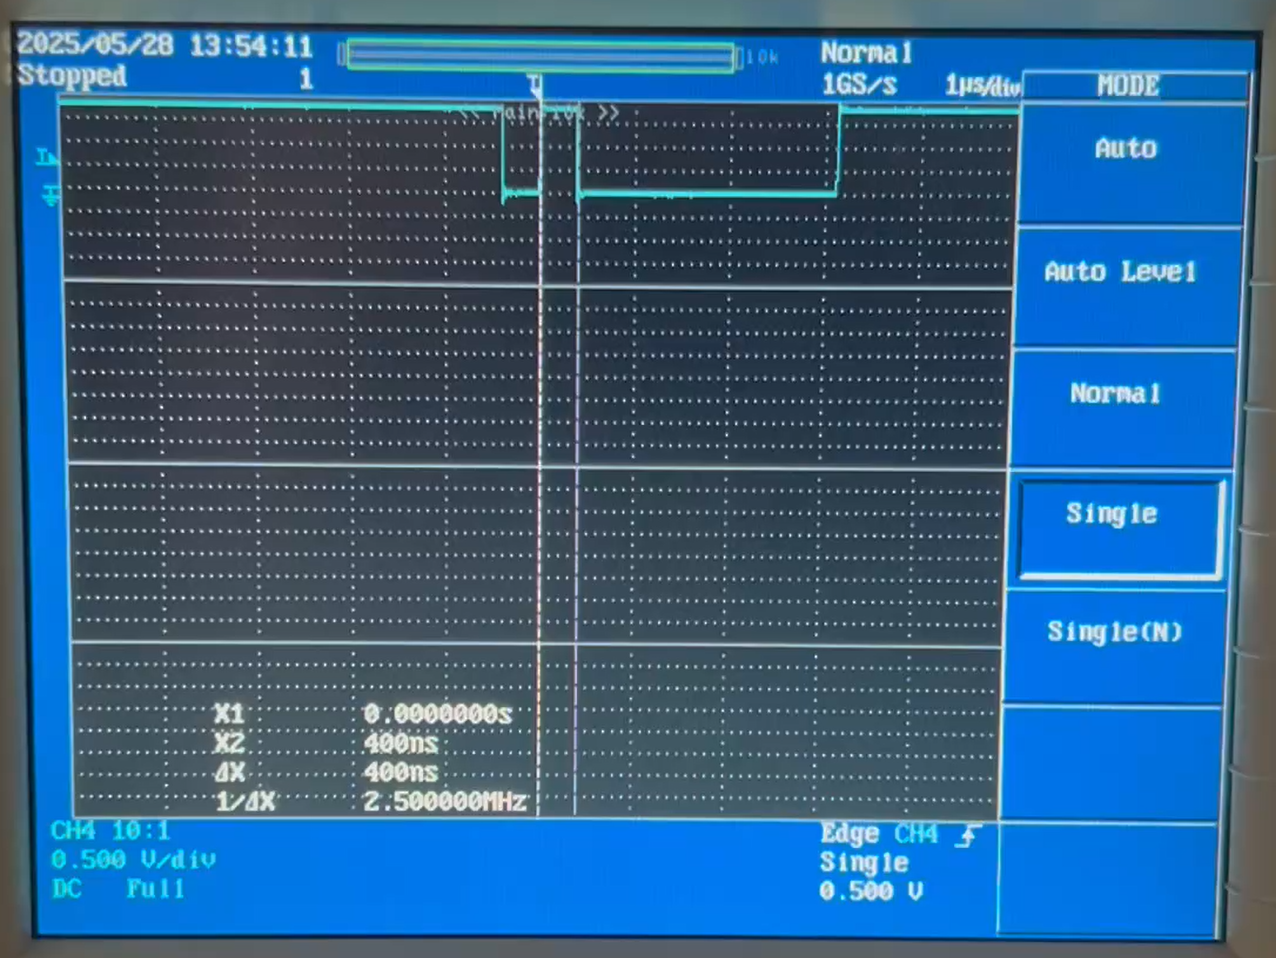 2025/05/28 13:54:11
Stopped 1
10k
Normal
1GS/s 1μs/div
T
<< Main:10k >>
MODE
Auto
Auto Level
Normal
Single
Single(N)
X1 0.0000000s
X2 400ns
ΔX 400ns
1/ΔX 2.500000MHz
CH4 10:1
0.500 V/div
DC Full
Edge CH4
Single
0.500 V